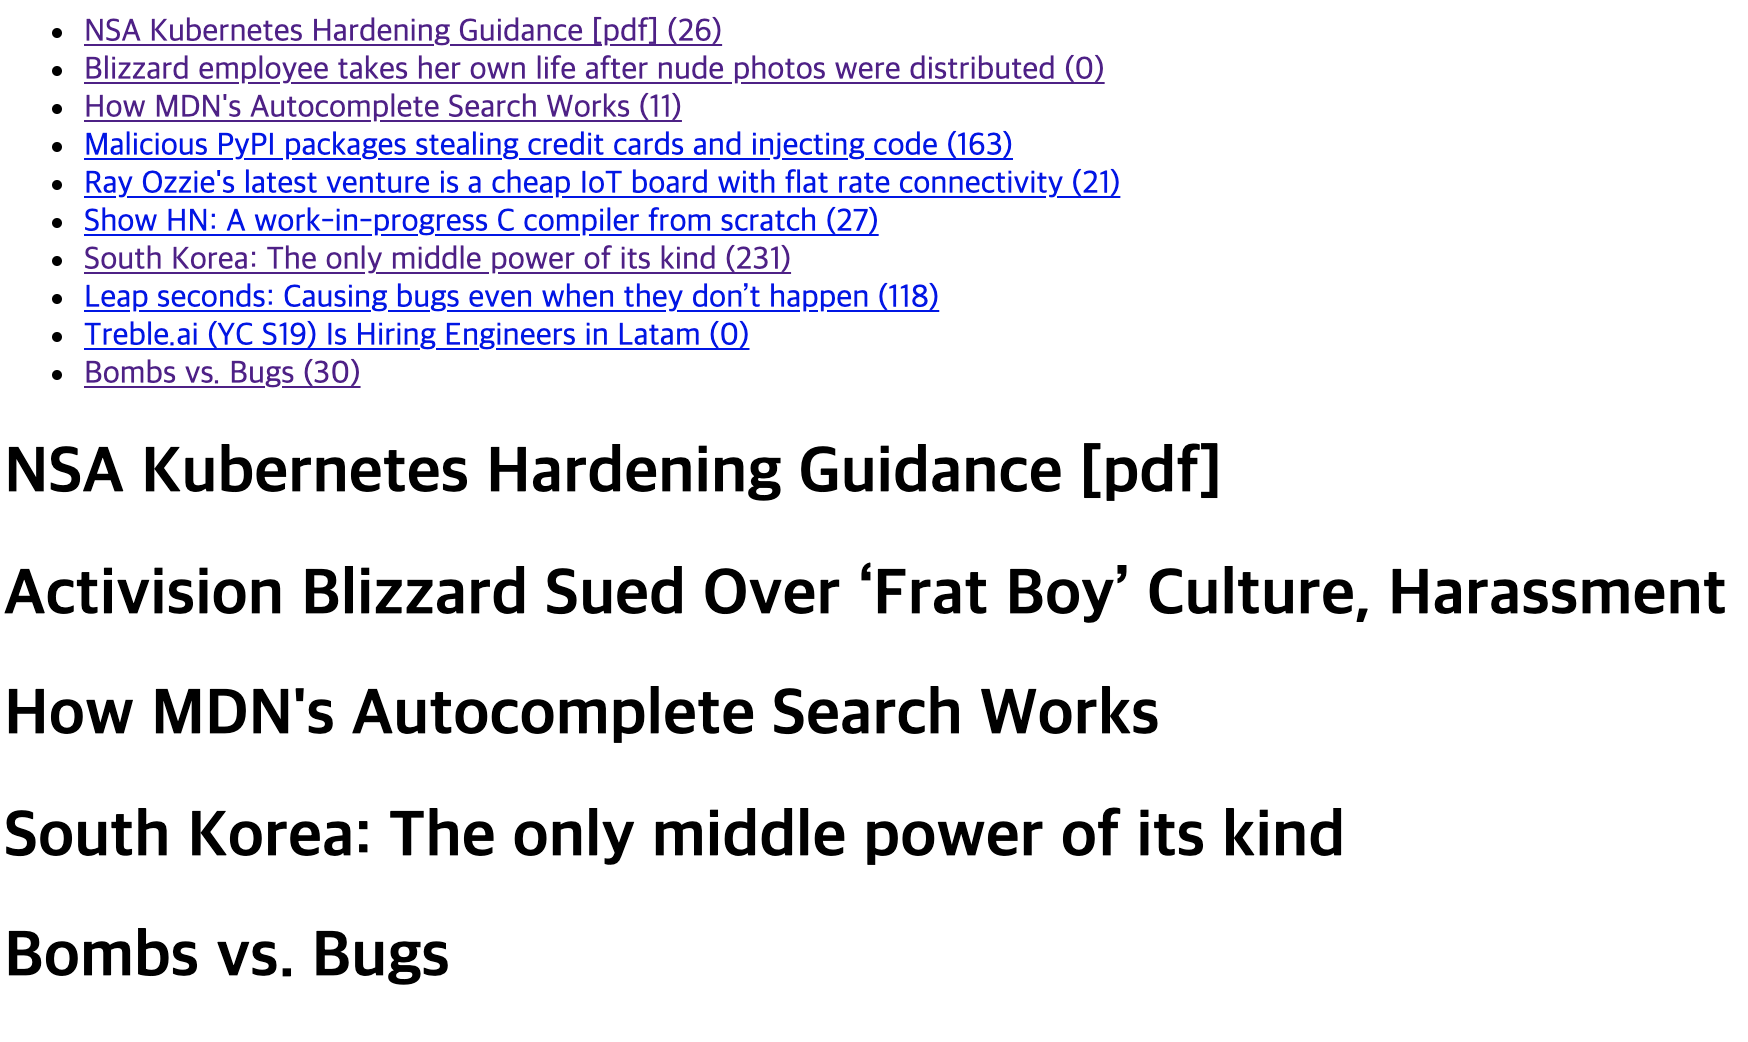 NSA Kubernetes Hardening Guidance [pdf] (26)
Blizzard employee takes her own life after nude photos were distributed (0)
How MDN's Autocomplete Search Works (11)
Malicious PyPI packages stealing credit cards and injecting code (163)
Ray Ozzie's latest venture is a cheap IoT board with flat rate connectivity (21)
Show HN: A work-in-progress C compiler from scratch (27)
South Korea: The only middle power of its kind (231)
Leap seconds: Causing bugs even when they don’t happen (118)
Treble.ai (YC S19) Is Hiring Engineers in Latam (0)
Bombs vs. Bugs (30)
NSA Kubernetes Hardening Guidance [pdf]
Activision Blizzard Sued Over ‘Frat Boy’ Culture, Harassment
How MDN's Autocomplete Search Works
South Korea: The only middle power of its kind
Bombs vs. Bugs